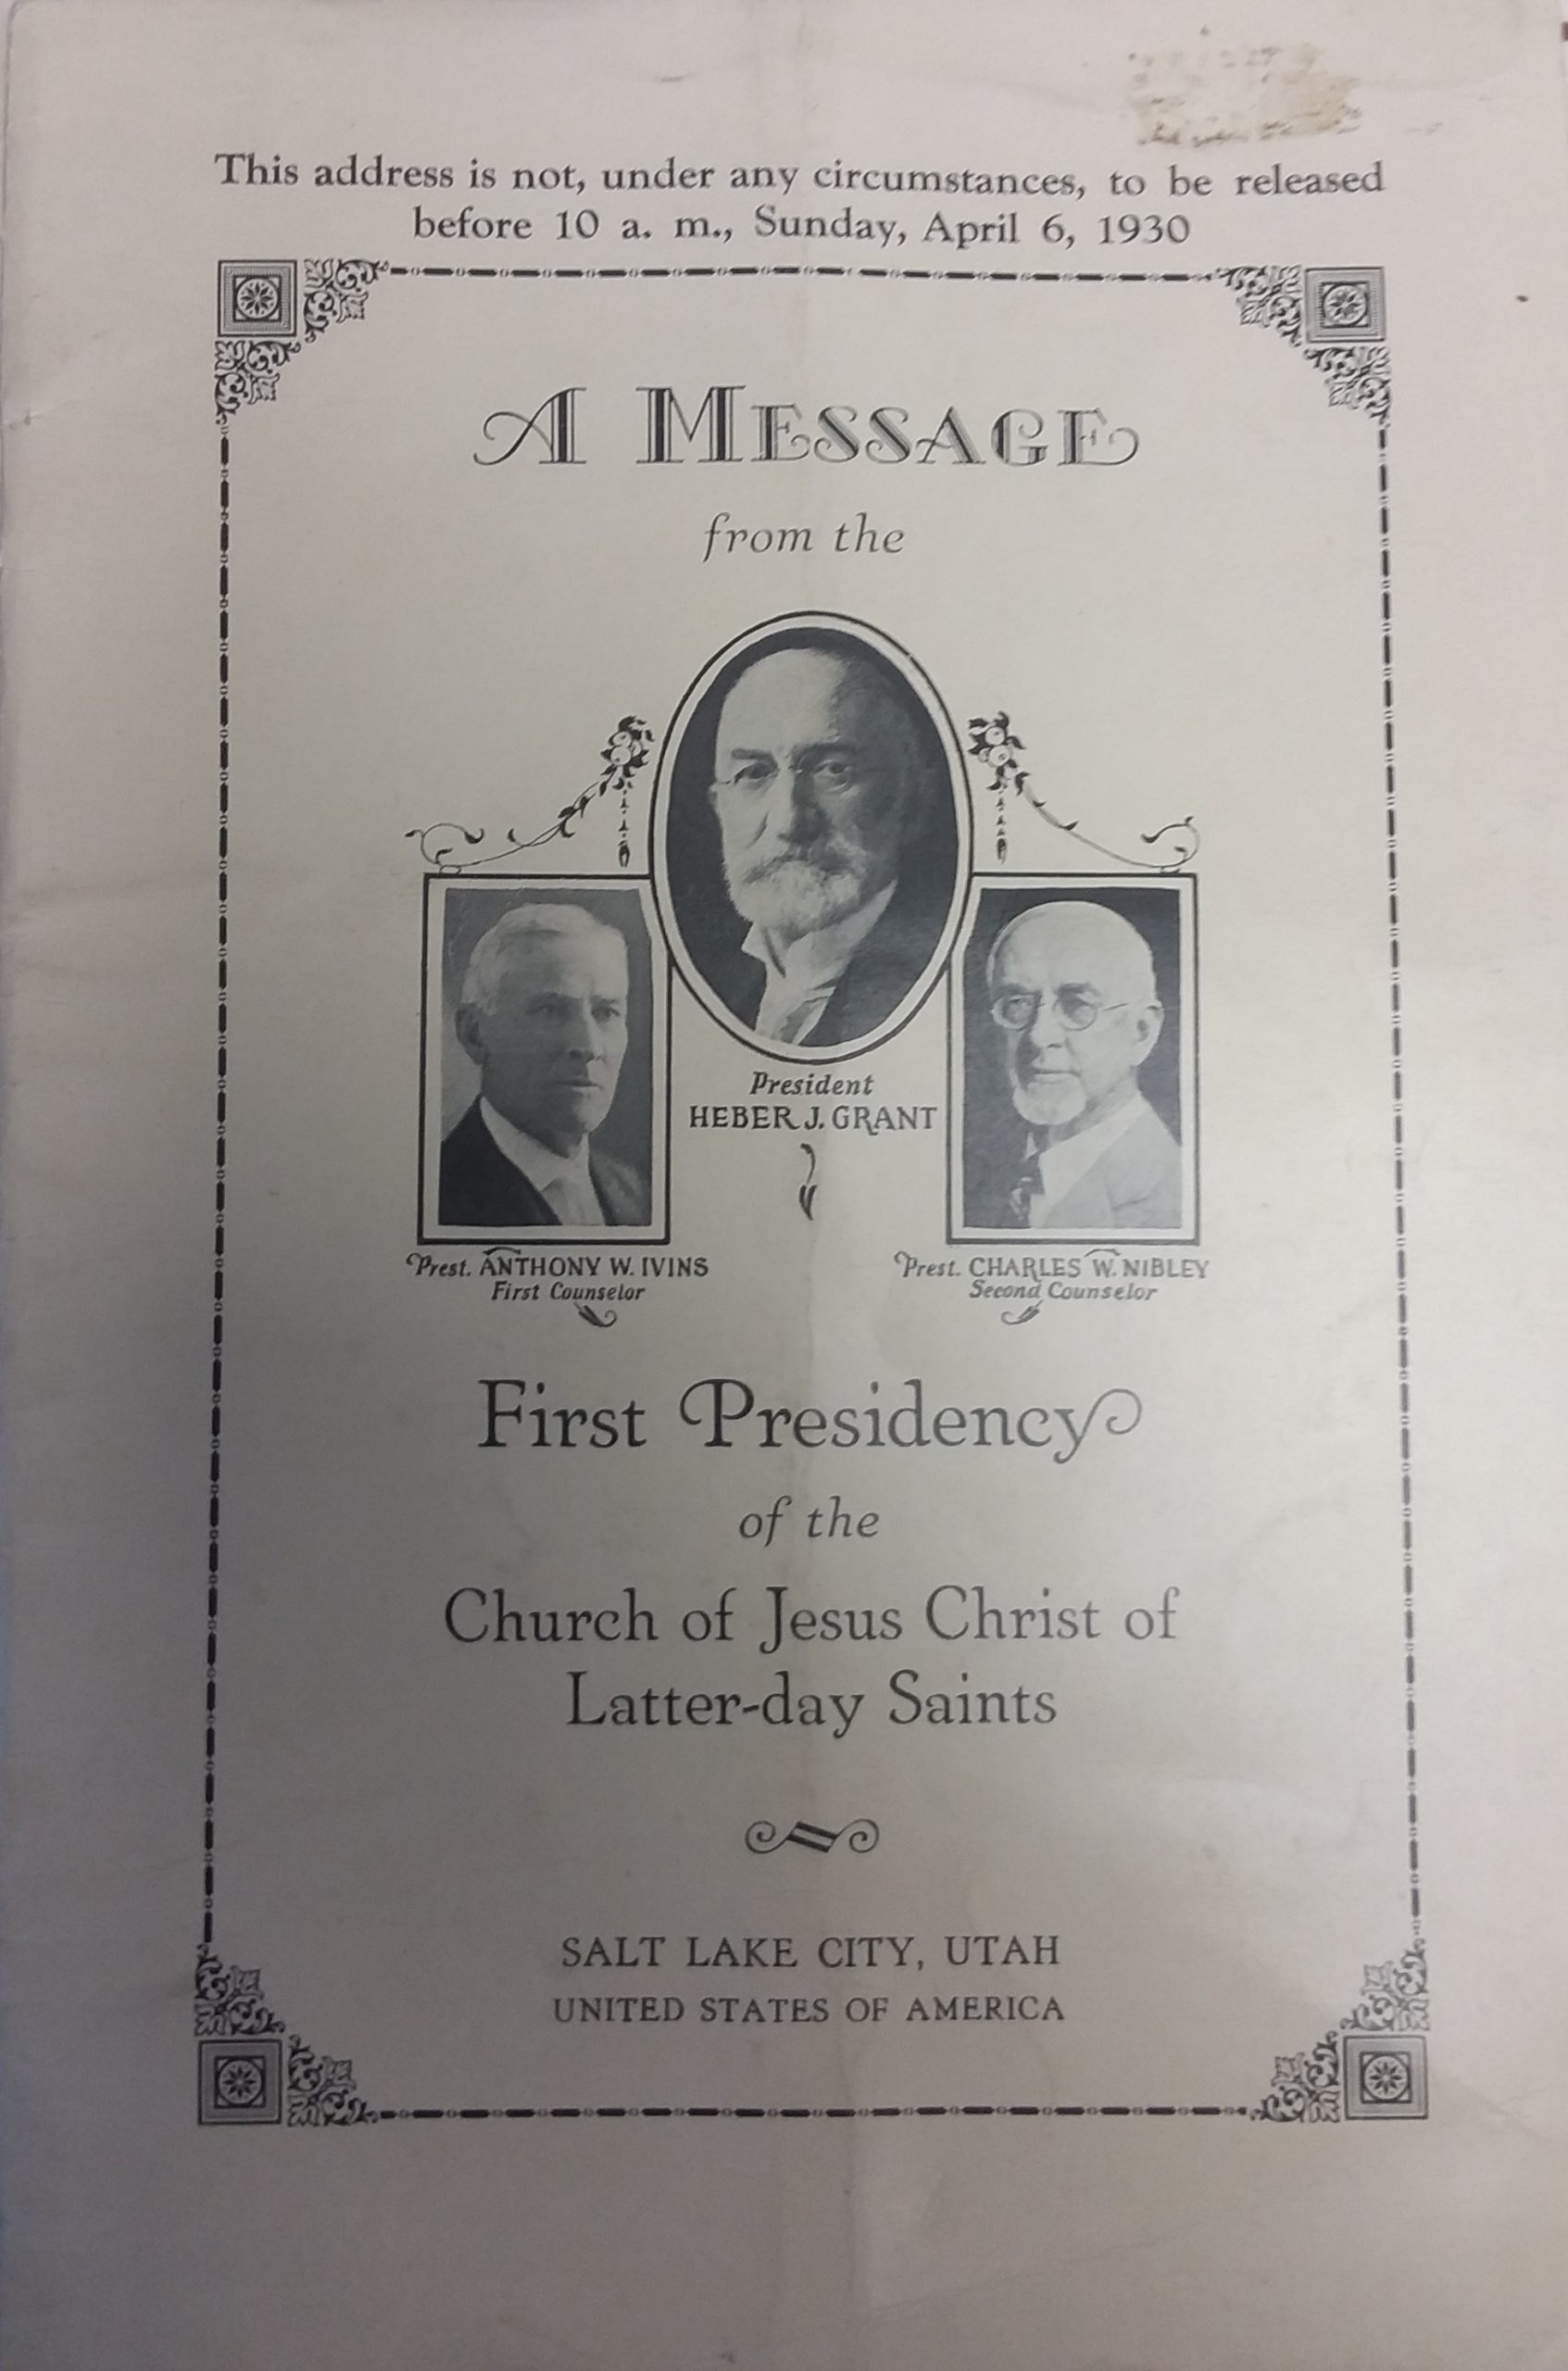 This address is not, under any circumstances, to be released
before 10 a. m., Sunday, April 6, 1930
A MESSAGE
from the
President
HEBER J. GRANT
Prest. ANTHONY W. IVINS
First Counselor
Prest. CHARLES W. NIBLEY
Second Counselor
First Presidency
of the
Church of Jesus Christ of
Latter-day Saints
SALT LAKE CITY, UTAH
UNITED STATES OF AMERICA